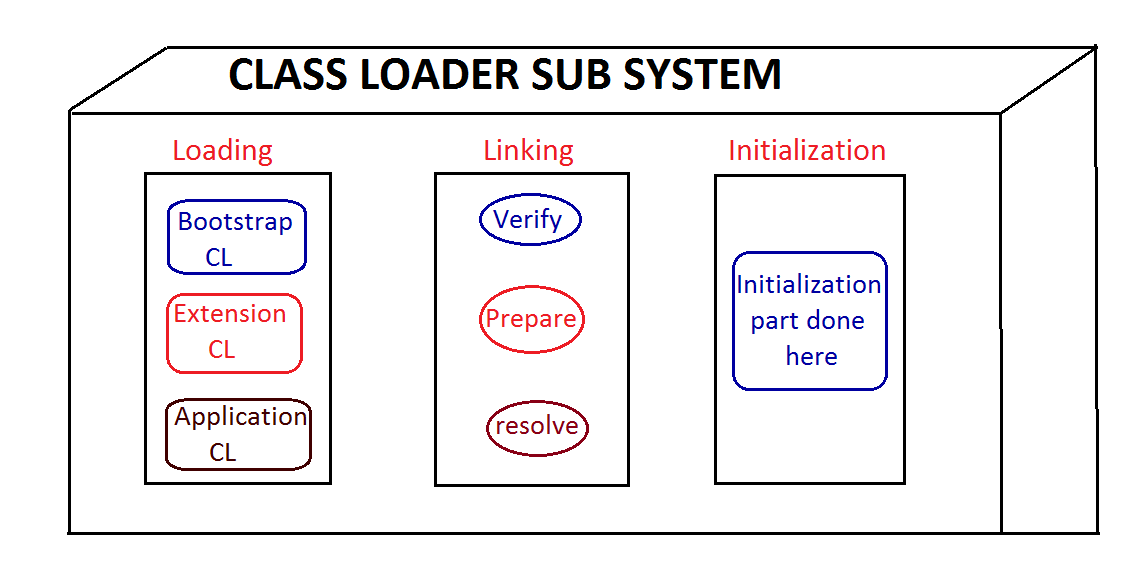 CLASS LOADER SUB SYSTEM
Loading
Bootstrap
CL
Extension
CL
Application
CL
Linking
Verify
Prepare
resolve
Initialization
Initialization
part done
here